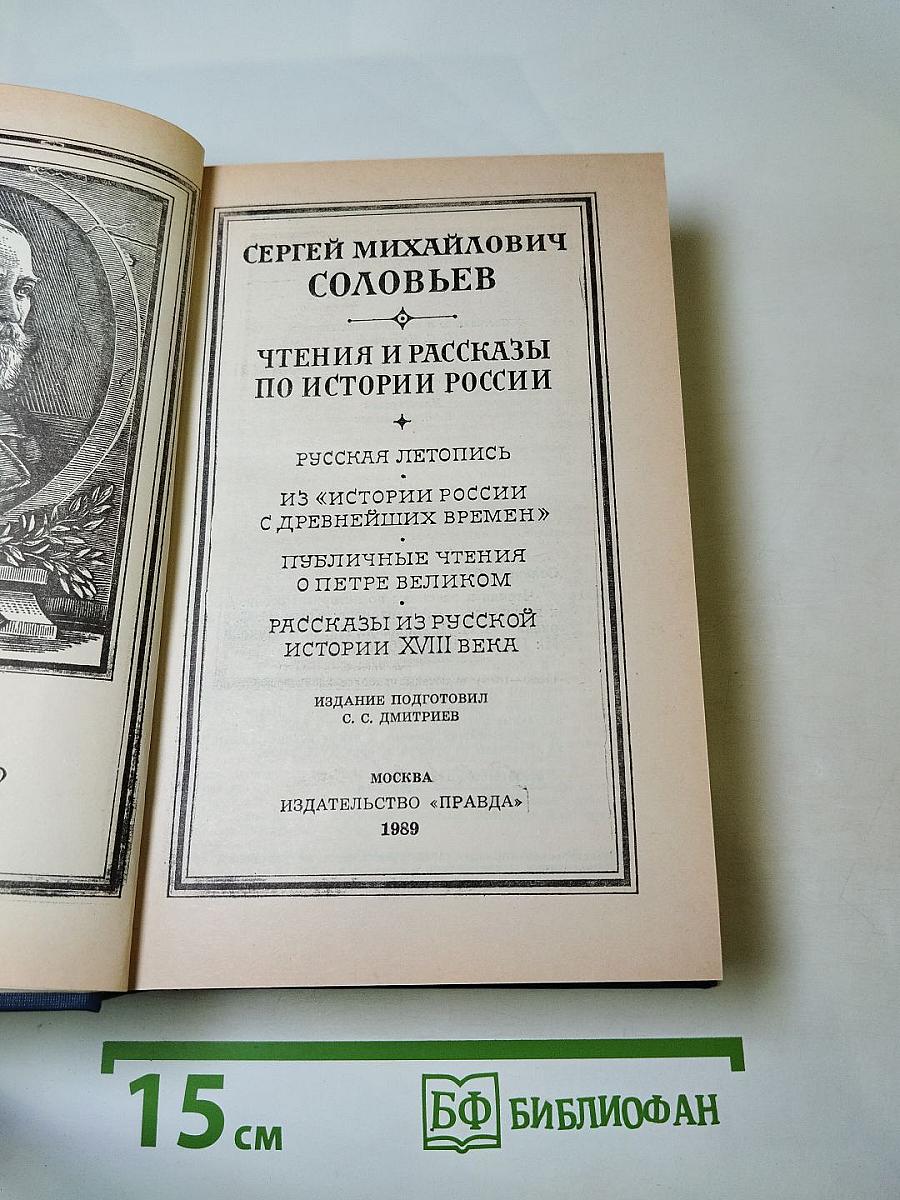 СЕРГЕЙ МИХАЙЛОВИЧ
СОЛОВЬЕВ
ЧТЕНИЯ И РАССКАЗЫ
ПО ИСТОРИИ РОССИИ
РУССКАЯ ЛЕТОПИСЬ
ИЗ «ИСТОРИИ РОССИИ
С ДРЕВНЕЙШИХ ВРЕМЕН»
ПУБЛИЧНЫЕ ЧТЕНИЯ
О ПЕТРЕ ВЕЛИКОМ
РАССКАЗЫ ИЗ РУССКОЙ
ИСТОРИИ XVIII ВЕКА
ИЗДАНИЕ ПОДГОТОВИЛ
С. С. ДМИТРИЕВ
МОСКВА
ИЗДАТЕЛЬСТВО «ПРАВДА»
1989
15 см
БФ БИБЛИОФАН